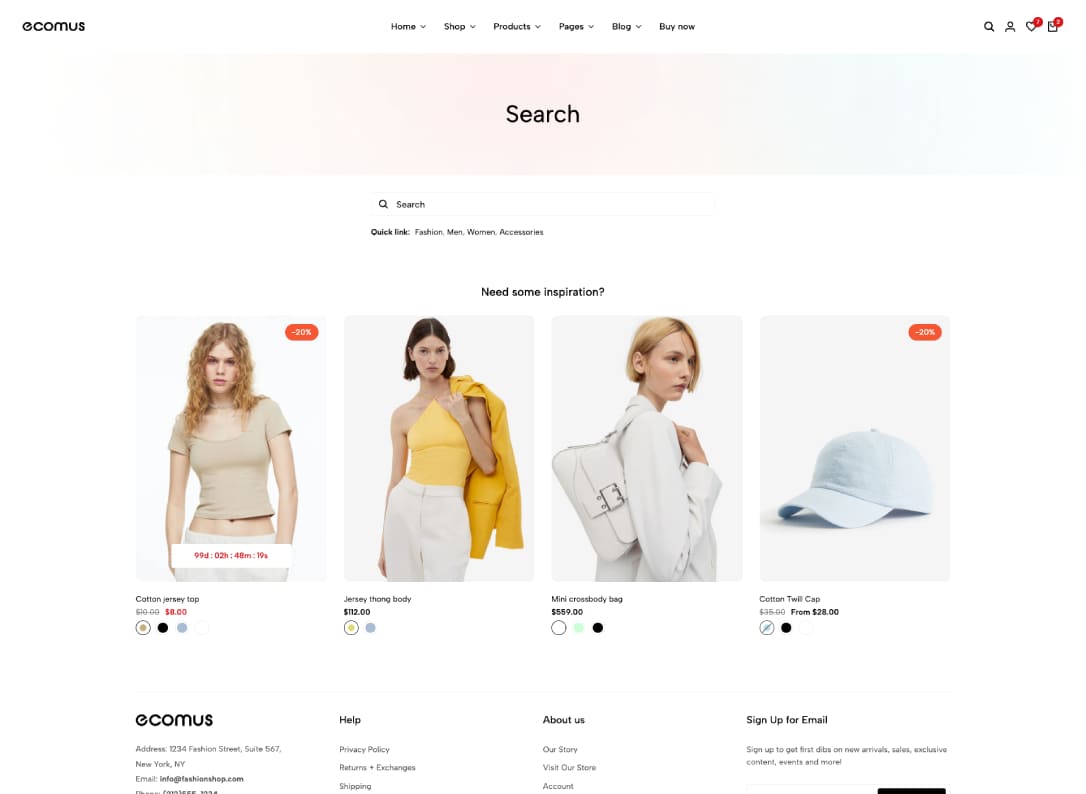 ecomus
Home Shop Products Pages Blog Buy now
7 2
Search
Search
Quick link: Fashion, Men, Women, Accessories
Need some inspiration?
-20%
-20%
99d : 02h : 48m : 19s
Cotton jersey top
$10.00 $8.00
Jersey thong body
$112.00
Mini crossbody bag
$559.00
Cotton Twill Cap
$35.00 From $28.00
ecomus
Address: 1234 Fashion Street, Suite 567,
New York, NY
Email: info@fashionshop.com
Phone: (212)555-1234
Help
Privacy Policy
Returns + Exchanges
Shipping
About us
Our Story
Visit Our Store
Account
Sign Up for Email
Sign up to get first dibs on new arrivals, sales, exclusive
content, events and more!